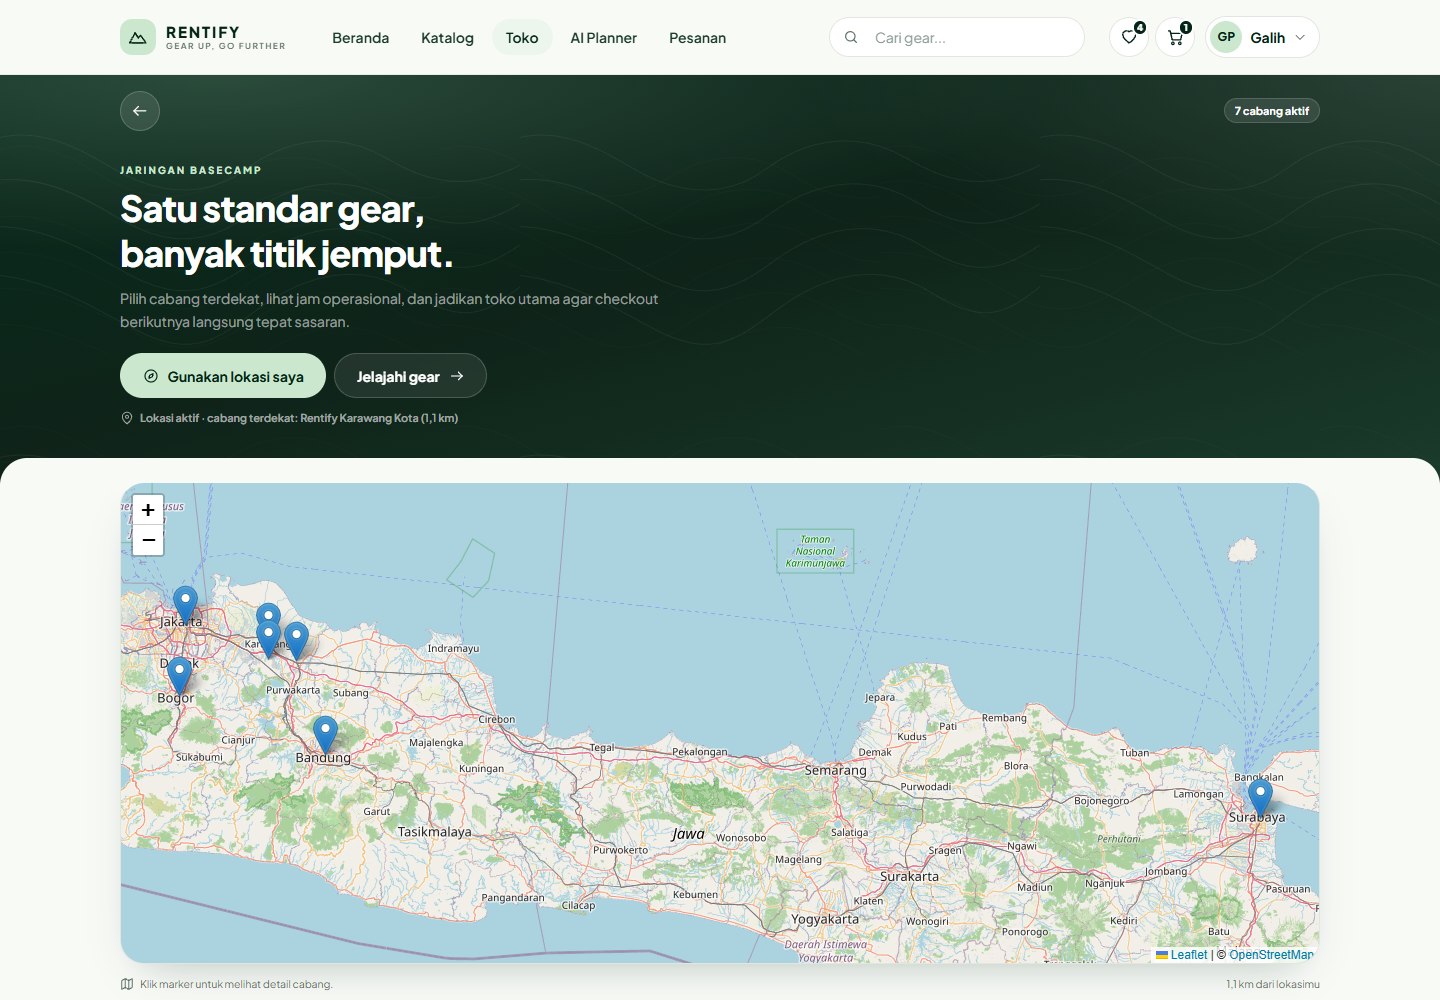 RENTIFY
GEAR UP, GO FURTHER
Beranda
Katalog
Toko
AI Planner
Pesanan
Cari gear...
4
1
GP
Galih
7 cabang aktif
JARINGAN BASECAMP
Satu standar gear,
banyak titik jemput.
Pilih cabang terdekat, lihat jam operasional, dan jadikan toko utama agar checkout
berikutnya langsung tepat sasaran.
Gunakan lokasi saya
Jelajahi gear
Lokasi aktif · cabang terdekat: Rentify Karawang Kota (1,1 km)
+
−
Taman
Nasional
Karimunjawa
Jakarta
Indramayu
Bogor
Purwakarta
Subang
Jepara
Cirebon
Rembang
Pati
Kudus
Cianjur
Majalengka
Tegal
Pekalongan
Demak
Tuban
Sukabumi
Bandung
Kuningan
Semarang
Blora
Bangkalan
Purwodadi
Lamongan
Bojonegoro
Garut
Surabaya
Tasikmalaya
Jawa
Wonosobo
Salatiga
Perhutani
Purwokerto
Sragen
Ngawi
Magelang
Jombang
Surakarta
Madiun
Nganjuk
Pasuruan
Pangandaran
Cilacap
Kebumen
Klaten
Yogyakarta
Wonogiri
Kediri
Ponorogo
Batu
Daerah Istimewa
Yogyakarta
Leaflet | © OpenStreetMap
Klik marker untuk melihat detail cabang.
1,1 km dari lokasimu